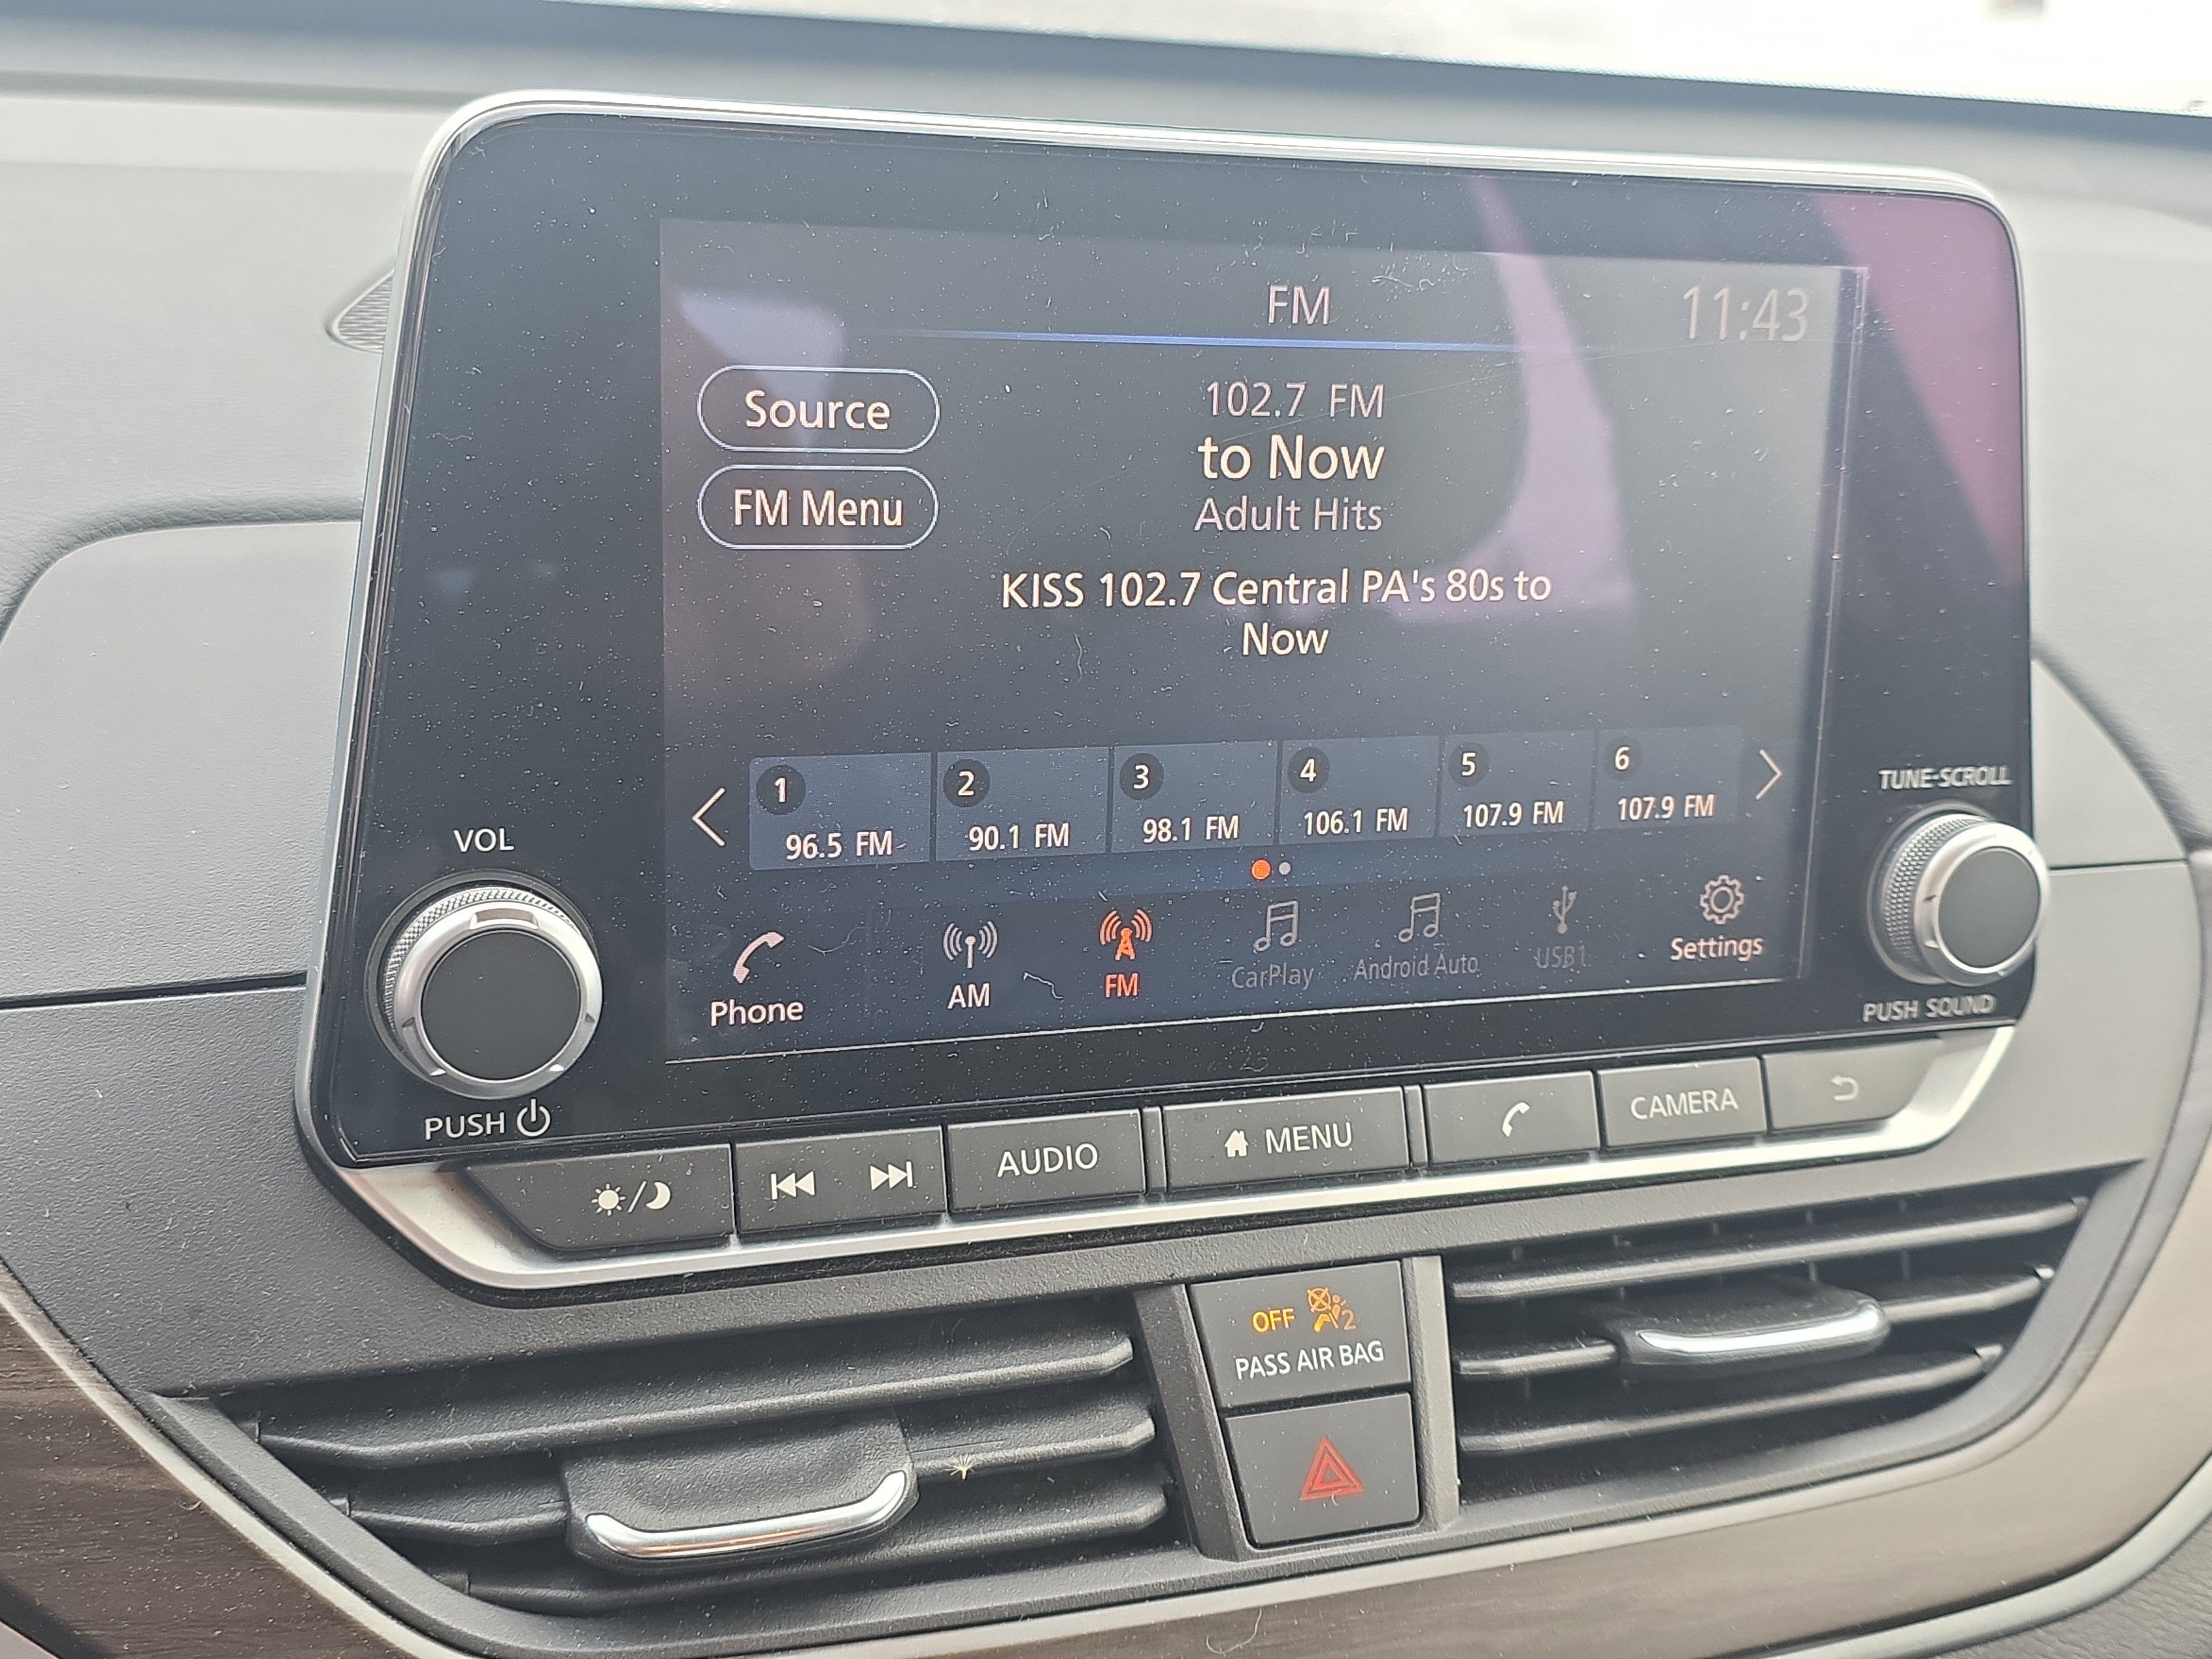 FM
11:43
Source
102.7 FM
to Now
FM Menu
Adult Hits
KISS 102.7 Central PA's 80s to
Now
1
2
3
4
5
6
96.5 FM
90.1 FM
98.1 FM
106.1 FM
107.9 FM
107.9 FM
Phone
AM
FM
CarPlay
Android Auto
USB1
Settings
VOL
PUSH
TUNE-SCROLL
PUSH SOUND
AUDIO
MENU
CAMERA
OFF 2
PASS AIR BAG